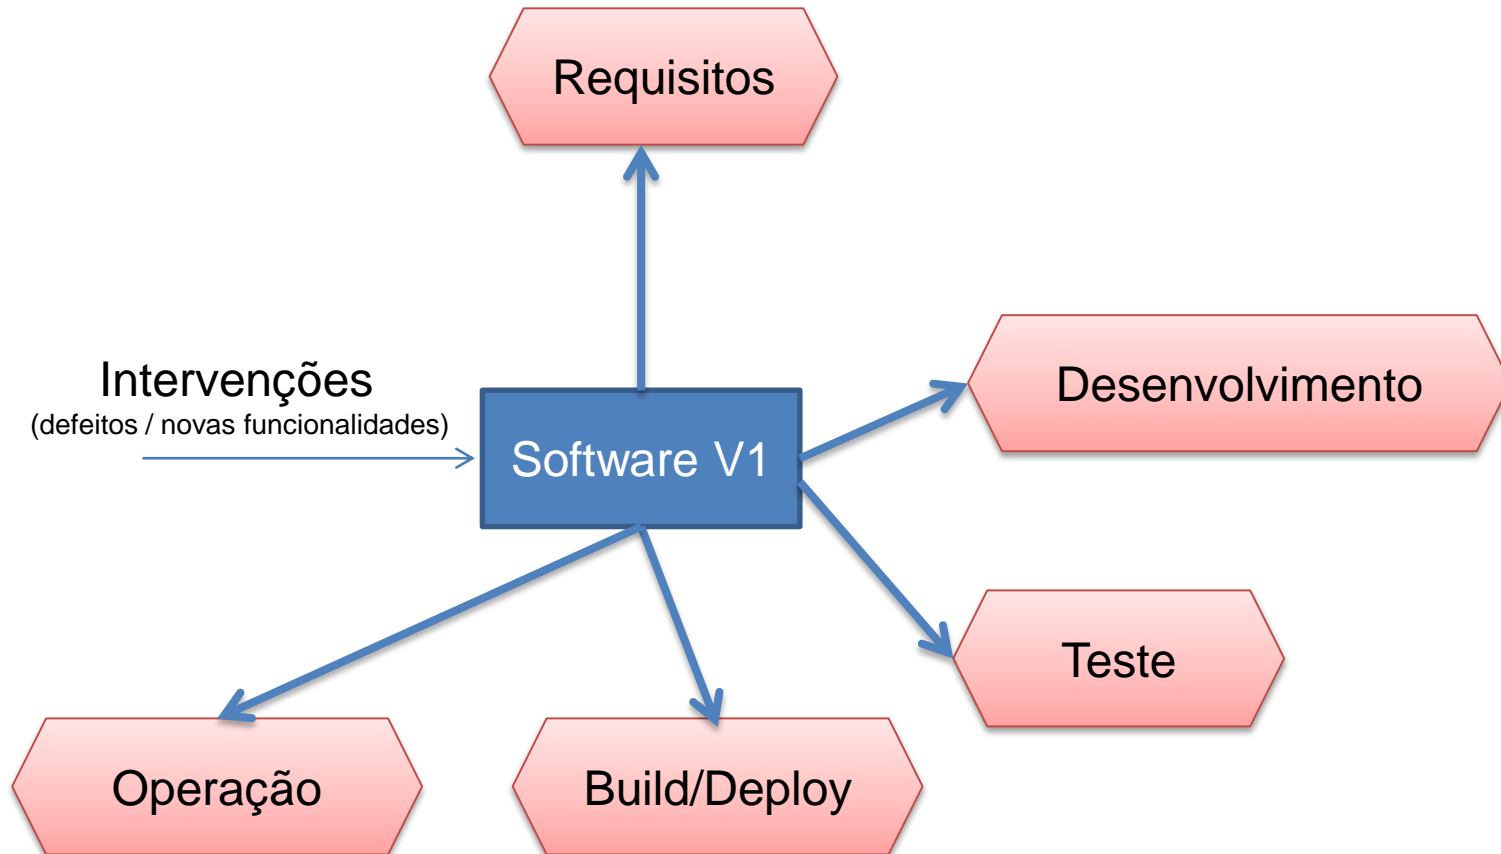 Requisitos
Intervenções
(defeitos / novas funcionalidades)
Software V1
Desenvolvimento
Teste
Operação
Build/Deploy